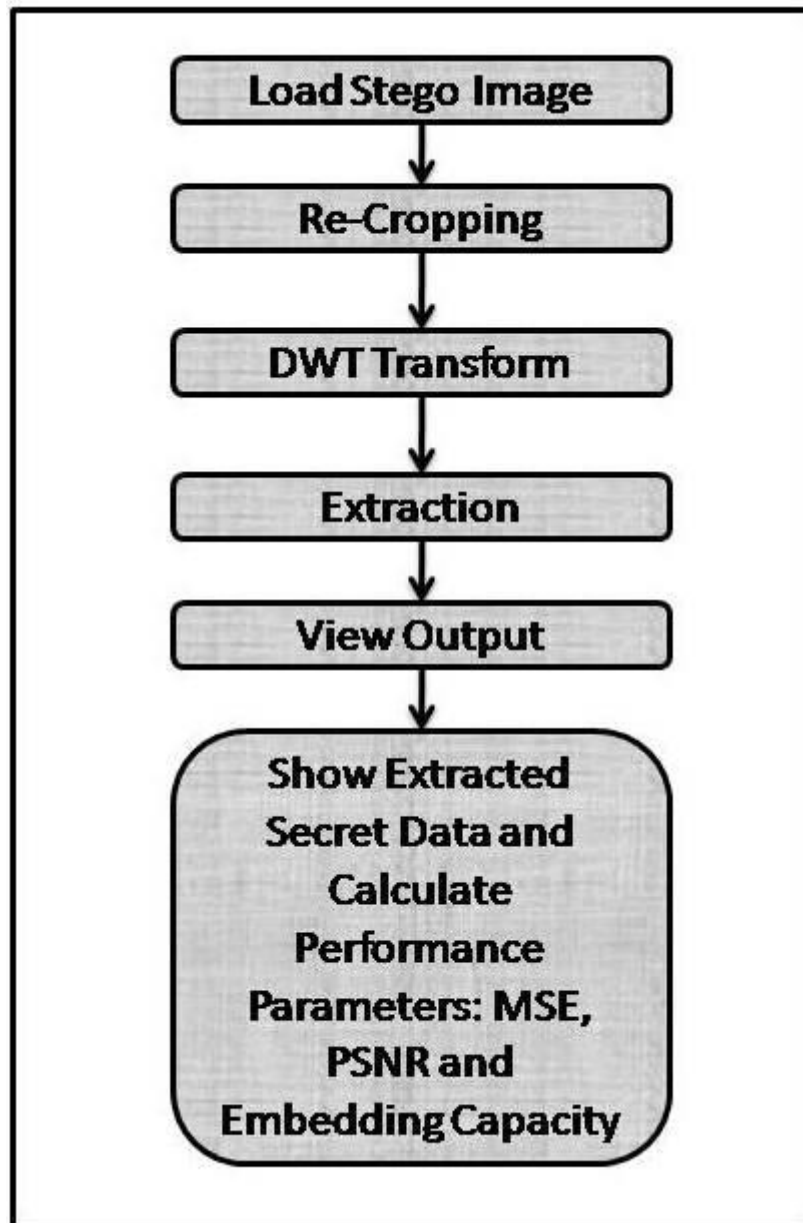 Load Stego Image
Re-Cropping
DWT Transform
Extraction
View Output
Show Extracted
Secret Data and
Calculate
Performance
Parameters: MSE,
PSNR and
Embedding Capacity